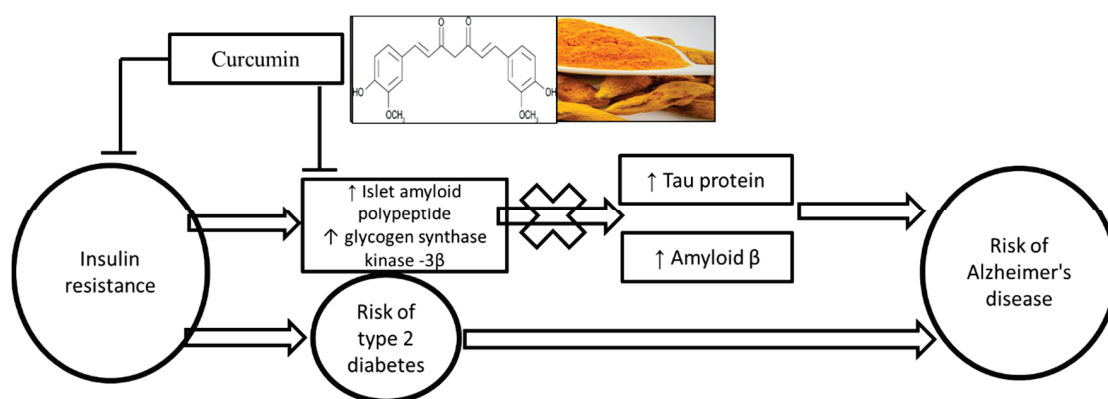 Curcumin
O
O
HO
OCH3
OCH3
OH
Insulin
resistance
↑ Islet amyloid
polypeptide
↑ glycogen synthase
kinase -3β
Risk of
type 2
diabetes
↑ Tau protein
↑ Amyloid β
Risk of
Alzheimer's
disease